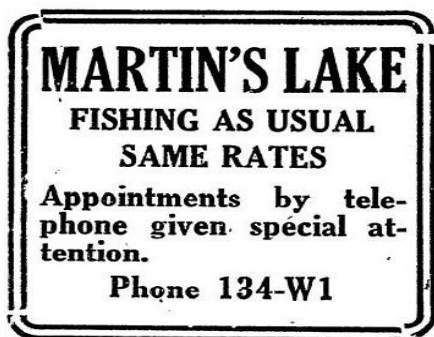 MARTIN'S LAKE
FISHING AS USUAL
SAME RATES
Appointments by tele-
phone given special at-
tention.
Phone 134-W1